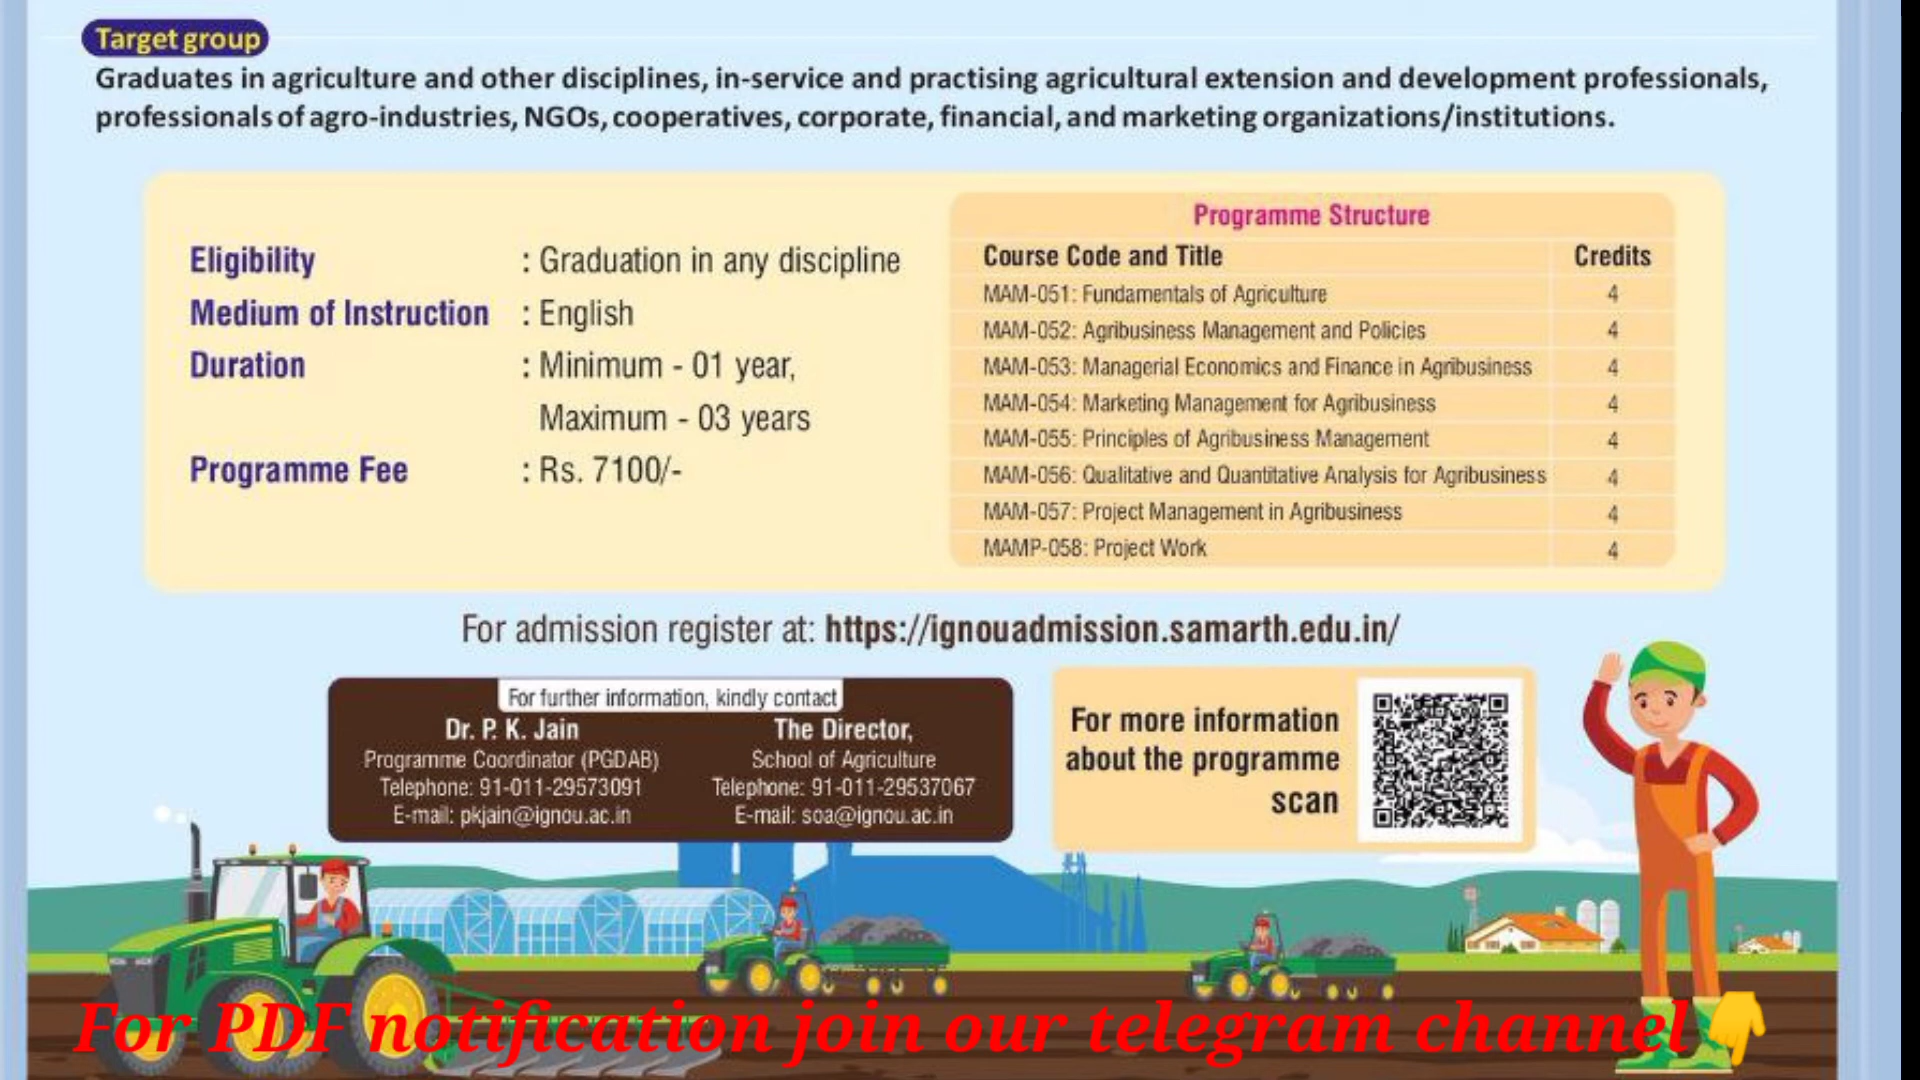 Target group
Graduates in agriculture and other disciplines, in-service and practising agricultural extension and development professionals,
professionals of agro-industries, NGOs, cooperatives, corporate, financial, and marketing organizations/institutions.
Eligibility : Graduation in any discipline
Medium of Instruction : English
Duration : Minimum - 01 year,
Maximum - 03 years
Programme Fee : Rs. 7100/-
Programme Structure
Course Code and Title Credits
MAM-051: Fundamentals of Agriculture 4
MAM-052: Agribusiness Management and Policies 4
MAM-053: Managerial Economics and Finance in Agribusiness 4
MAM-054: Marketing Management for Agribusiness 4
MAM-055: Principles of Agribusiness Management 4
MAM-056: Qualitative and Quantitative Analysis for Agribusiness 4
MAM-057: Project Management in Agribusiness 4
MAMP-058: Project Work 4
For admission register at: https://ignouadmission.samarth.edu.in/
For further information, kindly contact
Dr. P. K. Jain
Programme Coordinator (PGDAB)
Telephone: 91-011-29573091
E-mail: pkjain@ignou.ac.in
The Director,
School of Agriculture
Telephone: 91-011-29537067
E-mail: soa@ignou.ac.in
For more information
about the programme
scan
For PDF notification join our telegram channel👇